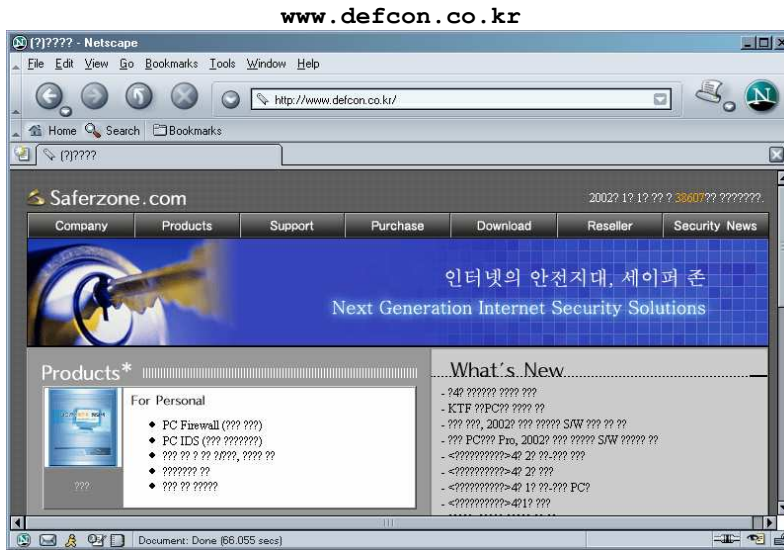 www.defcon.co.kr
(?)???? - Netscape
File Edit View Go Bookmarks Tools Window Help
http://www.defcon.co.kr/
Home Search Bookmarks
(?)????
Saferzone.com
2002? 1? 1? ?? ? 38607?? ???????.
Company Products Support Purchase Download Reseller Security News
인터넷의 안전지대, 세이퍼 존
Next Generation Internet Security Solutions
Products*
For Personal
PC Firewall (??? ???)
PC IDS (??? ???????)
??? ?? ? ?? ?/???, ???? ??
??????? ??
??? ?? ?????
???
What´s New
- ?4? ?????? ???? ???
- KTF ??PC?? ???? ??
- ??? ???, 2002? ??? ????? S/W ??? ?? ??
- ??? PC??? Pro, 2002? ??? ????? S/W ????? ??
- <??????????>4? 2? ??-??? ???
- <??????????>4? 2? ???
- <??????????>4? 1? ??-??? PC?
- <??????????>4?1? ???
Document: Done (66.055 secs)